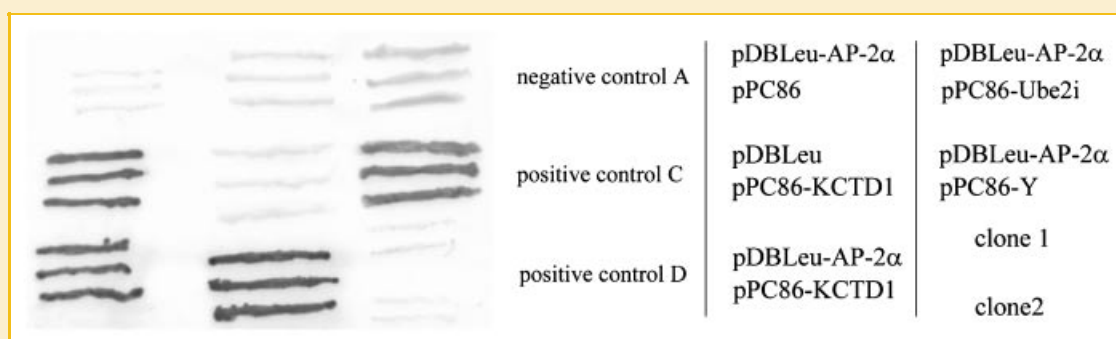 negative control A
pDBLeu-AP-2α
pPC86
pDBLeu-AP-2α
pPC86-Ube2i
positive control C
pDBLeu
pPC86-KCTD1
pDBLeu-AP-2α
pPC86-Y
clone 1
positive control D
pDBLeu-AP-2α
pPC86-KCTD1
clone2